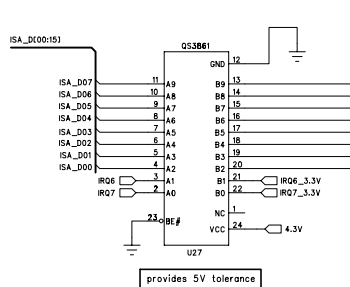 ISA_D[00:15]
QS3861
GND 12
ISA_D07 11 A9 B9 13
ISA_D06 10 A8 B8 14
ISA_D05 9 A7 B7 15
ISA_D04 8 A6 B6 16
ISA_D03 7 A5 B5 17
ISA_D02 6 A4 B4 18
ISA_D01 5 A3 B3 19
ISA_D00 4 A2 B2 20
IRQ6 3 A1 B1 21 IRQ6_3.3V
IRQ7 2 A0 B0 22 IRQ7_3.3V
NC 1
23 BE# VCC 24 4.3V
U27
provides 5V tolerance